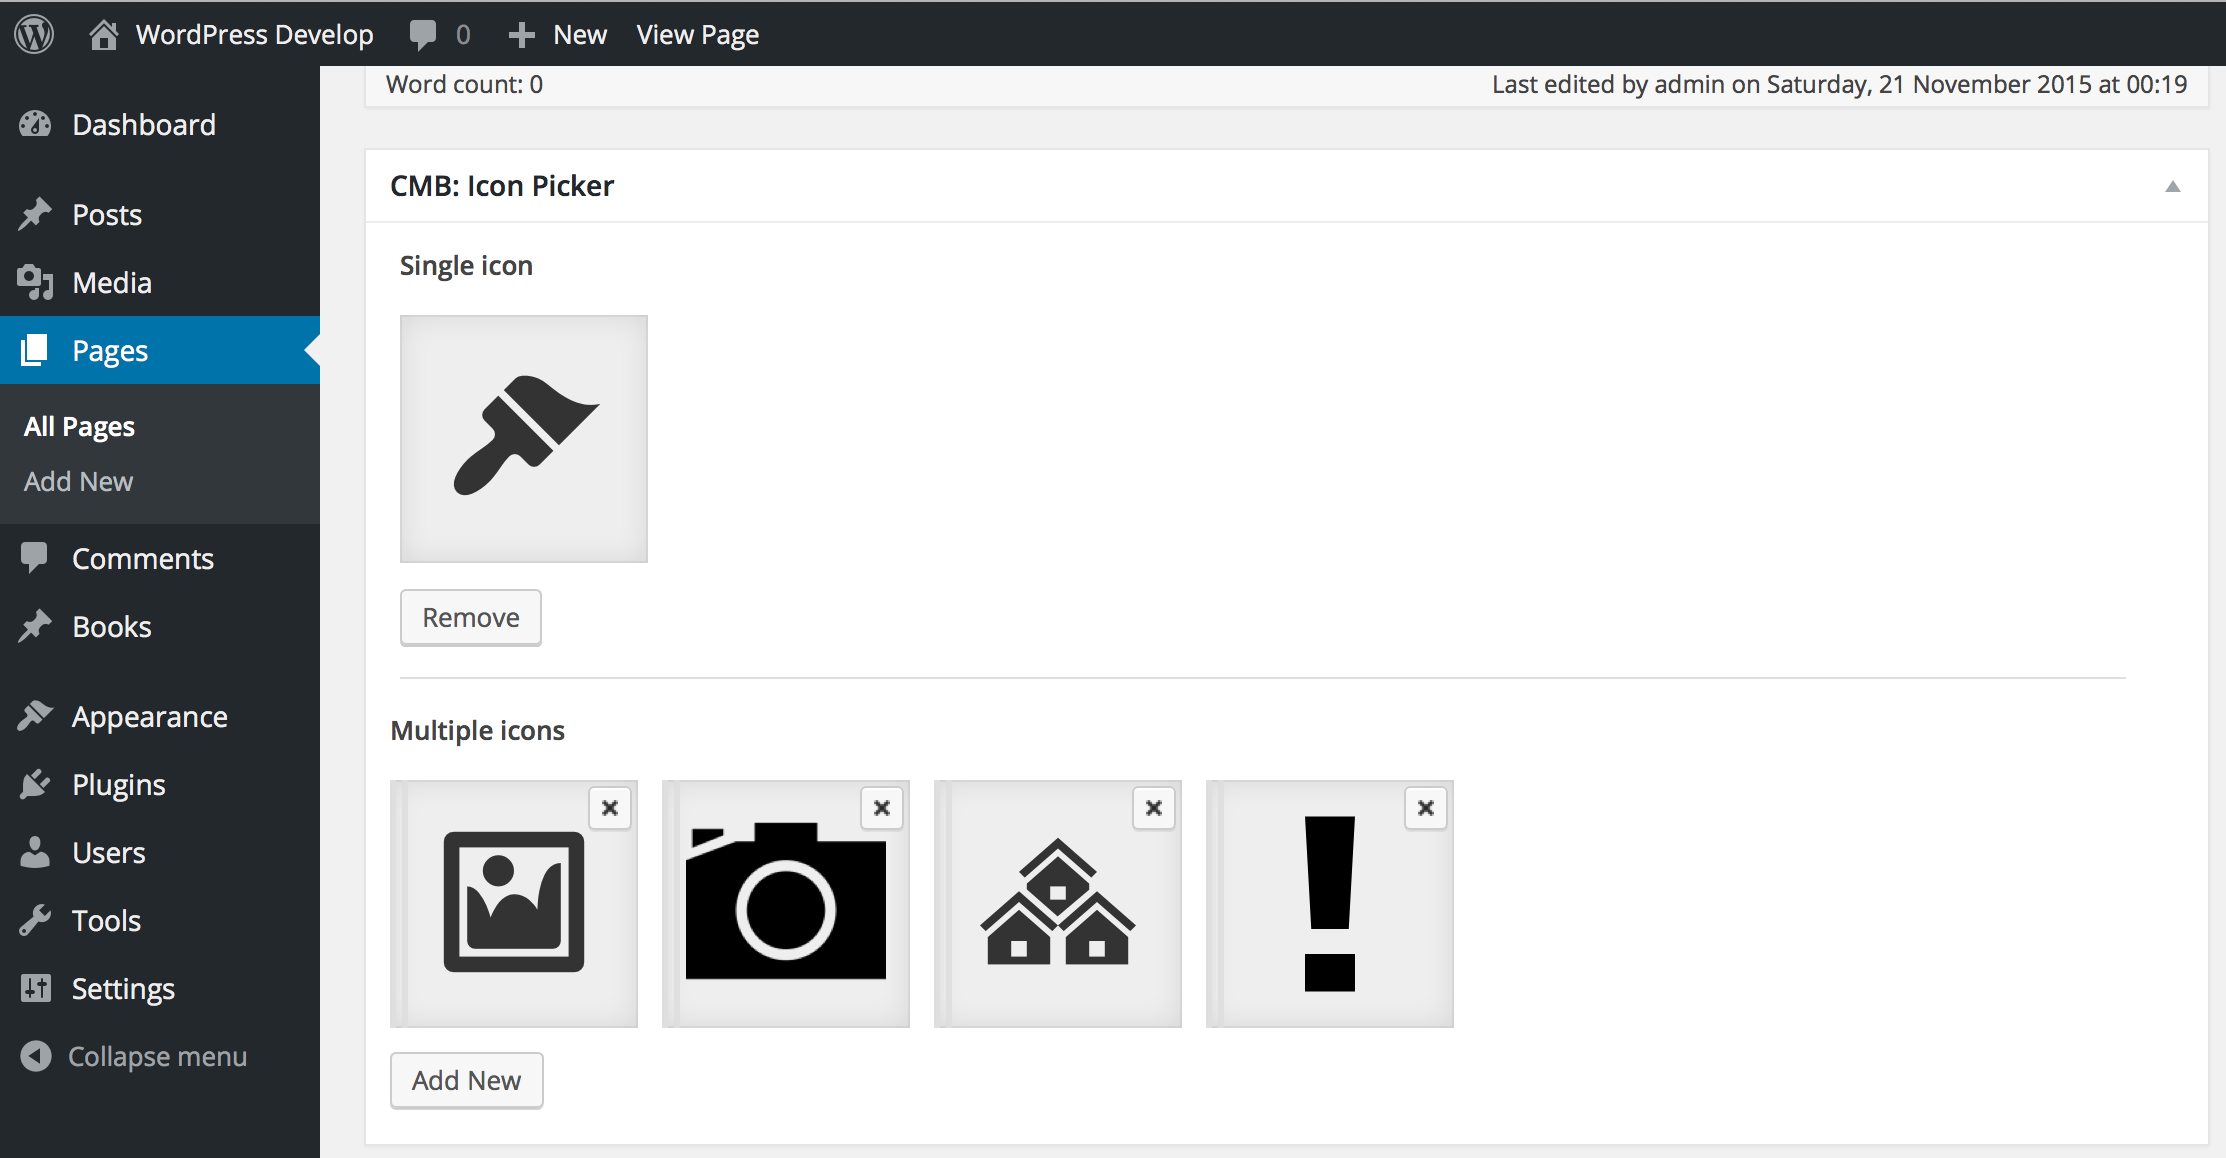 WordPress Develop 0 New View Page
Dashboard
Posts
Media
Pages
All Pages
Add New
Comments
Books
Appearance
Plugins
Users
Tools
Settings
Collapse menu
Word count: 0 Last edited by admin on Saturday, 21 November 2015 at 00:19
CMB: Icon Picker
Single icon
Remove
Multiple icons
Add New